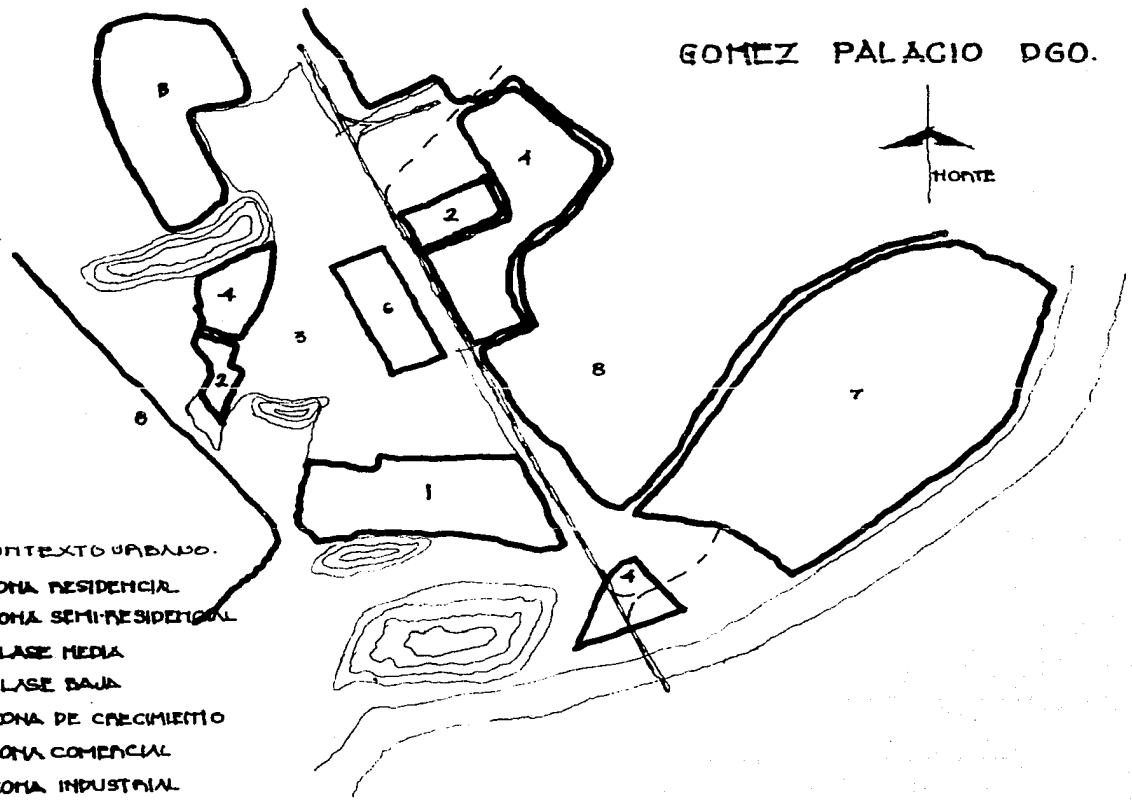 GOMEZ PALACIO DGO.
NORTE
5
4
2
4
6
3
2
8
8
7
1
4
ONTEXTO URBANO.
ONA RESIDENCIAL
ONA SEMI-RESIDENCIAL
LASE MEDIA
LASE BAJA
ONA DE CRECIMIENTO
ONA COMERCIAL
ONA INDUSTRIAL